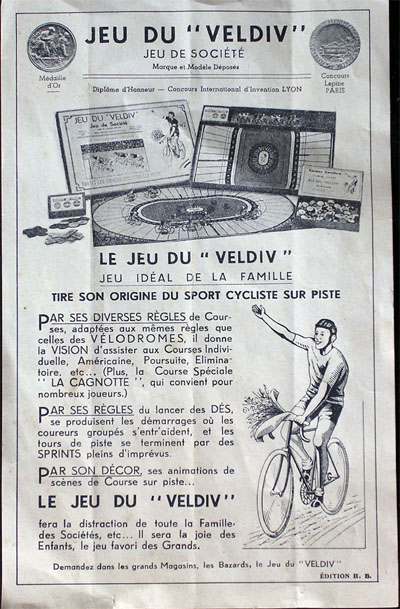 JEU DU "VELDIV"
JEU DE SOCIÉTÉ
Marque et Modèle Déposés
Médaille
d'Or
Concours
Lépine
PARIS
Diplôme d'Honneur — Concours International d'Invention LYON
JEU DU "VELDIV"
Jeu de Société
LE JEU DU "VELDIV"
JEU IDÉAL DE LA FAMILLE
TIRE SON ORIGINE DU SPORT CYCLISTE SUR PISTE
PAR SES DIVERSES RÈGLES de Cour-
ses, adaptées aux mêmes règles que
celles des VÉLODROMES, il donne
la VISION d'assister aux Courses Indivi-
duelle, Américaine, Poursuite, Elimina-
toire, etc... (Plus, la Course Spéciale
"LA CAGNOTTE", qui convient pour
nombreux joueurs.)
PAR SES RÈGLES du lancer des DÉS,
se produisent les démarrages où les
coureurs groupés s'entr'aident, et les
tours de piste se terminent par des
SPRINTS pleins d'imprévus.
PAR SON DÉCOR, ses animations de
scènes de Course sur piste...
LE JEU DU "VELDIV"
fera la distraction de toute la Famille,
des Sociétés, etc... Il sera la joie des
Enfants, le jeu favori des Grands.
Demandez dans les grands Magasins, les Bazards, le Jeu du "VELDIV"
ÉDITION H. B.